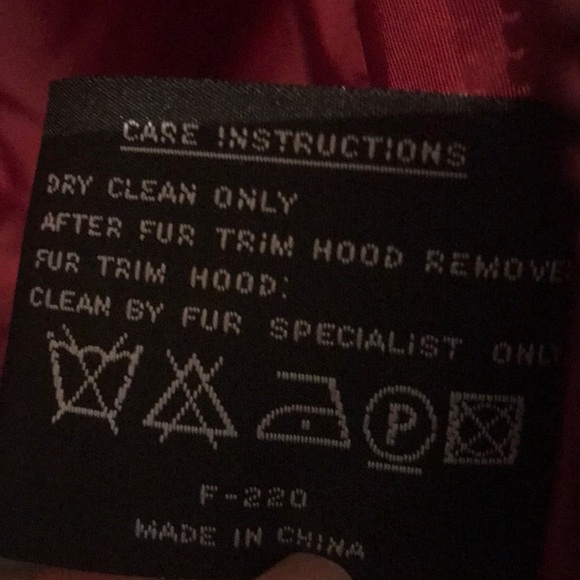 CARE INSTRUCTIONS
DRY CLEAN ONLY
AFTER FUR TRIM HOOD REMOVE
FUR TRIM HOOD:
CLEAN BY FUR SPECIALIST ONLY
P
F-220
MADE IN CHINA